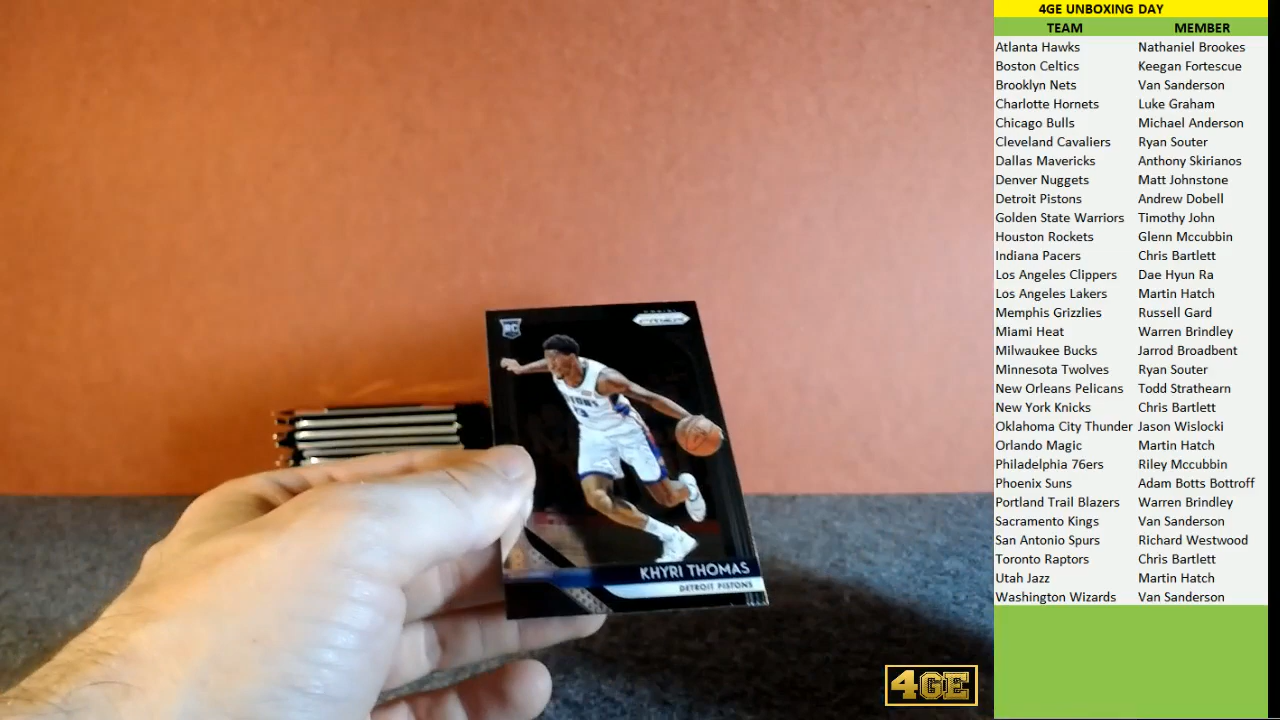 4GE UNBOXING DAY
TEAM MEMBER
Atlanta Hawks Nathaniel Brookes
Boston Celtics Keegan Fortescue
Brooklyn Nets Van Sanderson
Charlotte Hornets Luke Graham
Chicago Bulls Michael Anderson
Cleveland Cavaliers Ryan Souter
Dallas Mavericks Anthony Skirianos
Denver Nuggets Matt Johnstone
Detroit Pistons Andrew Dobell
Golden State Warriors Timothy John
Houston Rockets Glenn Mccubbin
Indiana Pacers Chris Bartlett
Los Angeles Clippers Dae Hyun Ra
Los Angeles Lakers Martin Hatch
Memphis Grizzlies Russell Gard
Miami Heat Warren Brindley
Milwaukee Bucks Jarrod Broadbent
Minnesota Twolves Ryan Souter
New Orleans Pelicans Todd Strathearn
New York Knicks Chris Bartlett
Oklahoma City Thunder Jason Wislocki
Orlando Magic Martin Hatch
Philadelphia 76ers Riley Mccubbin
Phoenix Suns Adam Botts Bottroff
Portland Trail Blazers Warren Brindley
Sacramento Kings Van Sanderson
San Antonio Spurs Richard Westwood
Toronto Raptors Chris Bartlett
Utah Jazz Martin Hatch
Washington Wizards Van Sanderson
RC
PRIZM
KHYRI THOMAS
DETROIT PISTONS
4GE